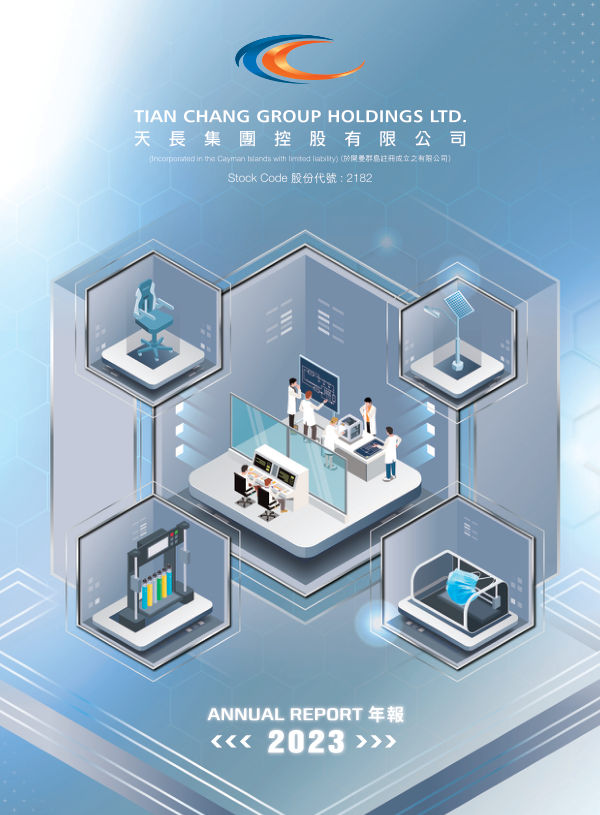 TIAN CHANG GROUP HOLDINGS LTD.
天長集團控股有限公司
(Incorporated in the Cayman Islands with limited liability) (於開曼群島註冊成立之有限公司)
Stock Code 股份代號 : 2182
ANNUAL REPORT 年報
2023